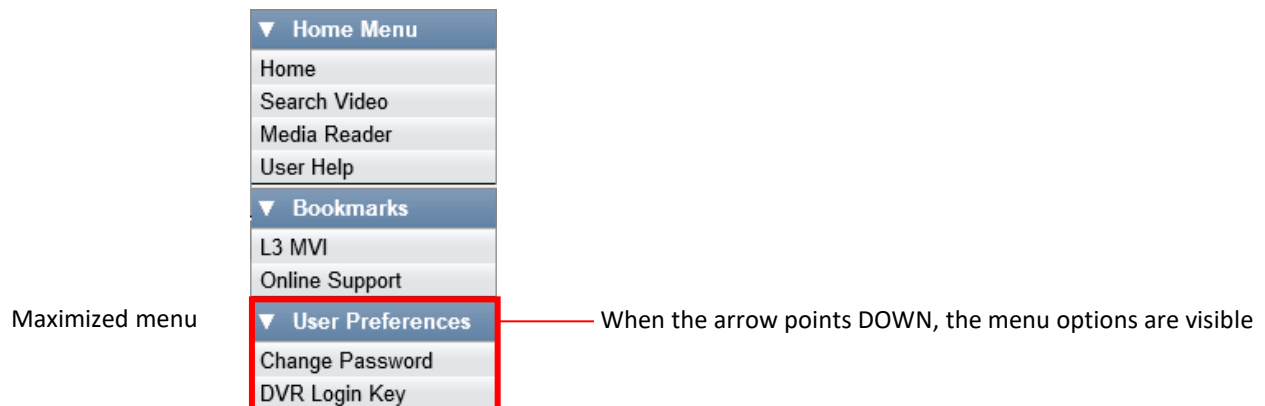 ▼ Home Menu
Home
Search Video
Media Reader
User Help
▼ Bookmarks
L3 MVI
Online Support
Maximized menu
▼ User Preferences
When the arrow points DOWN, the menu options are visible
Change Password
DVR Login Key